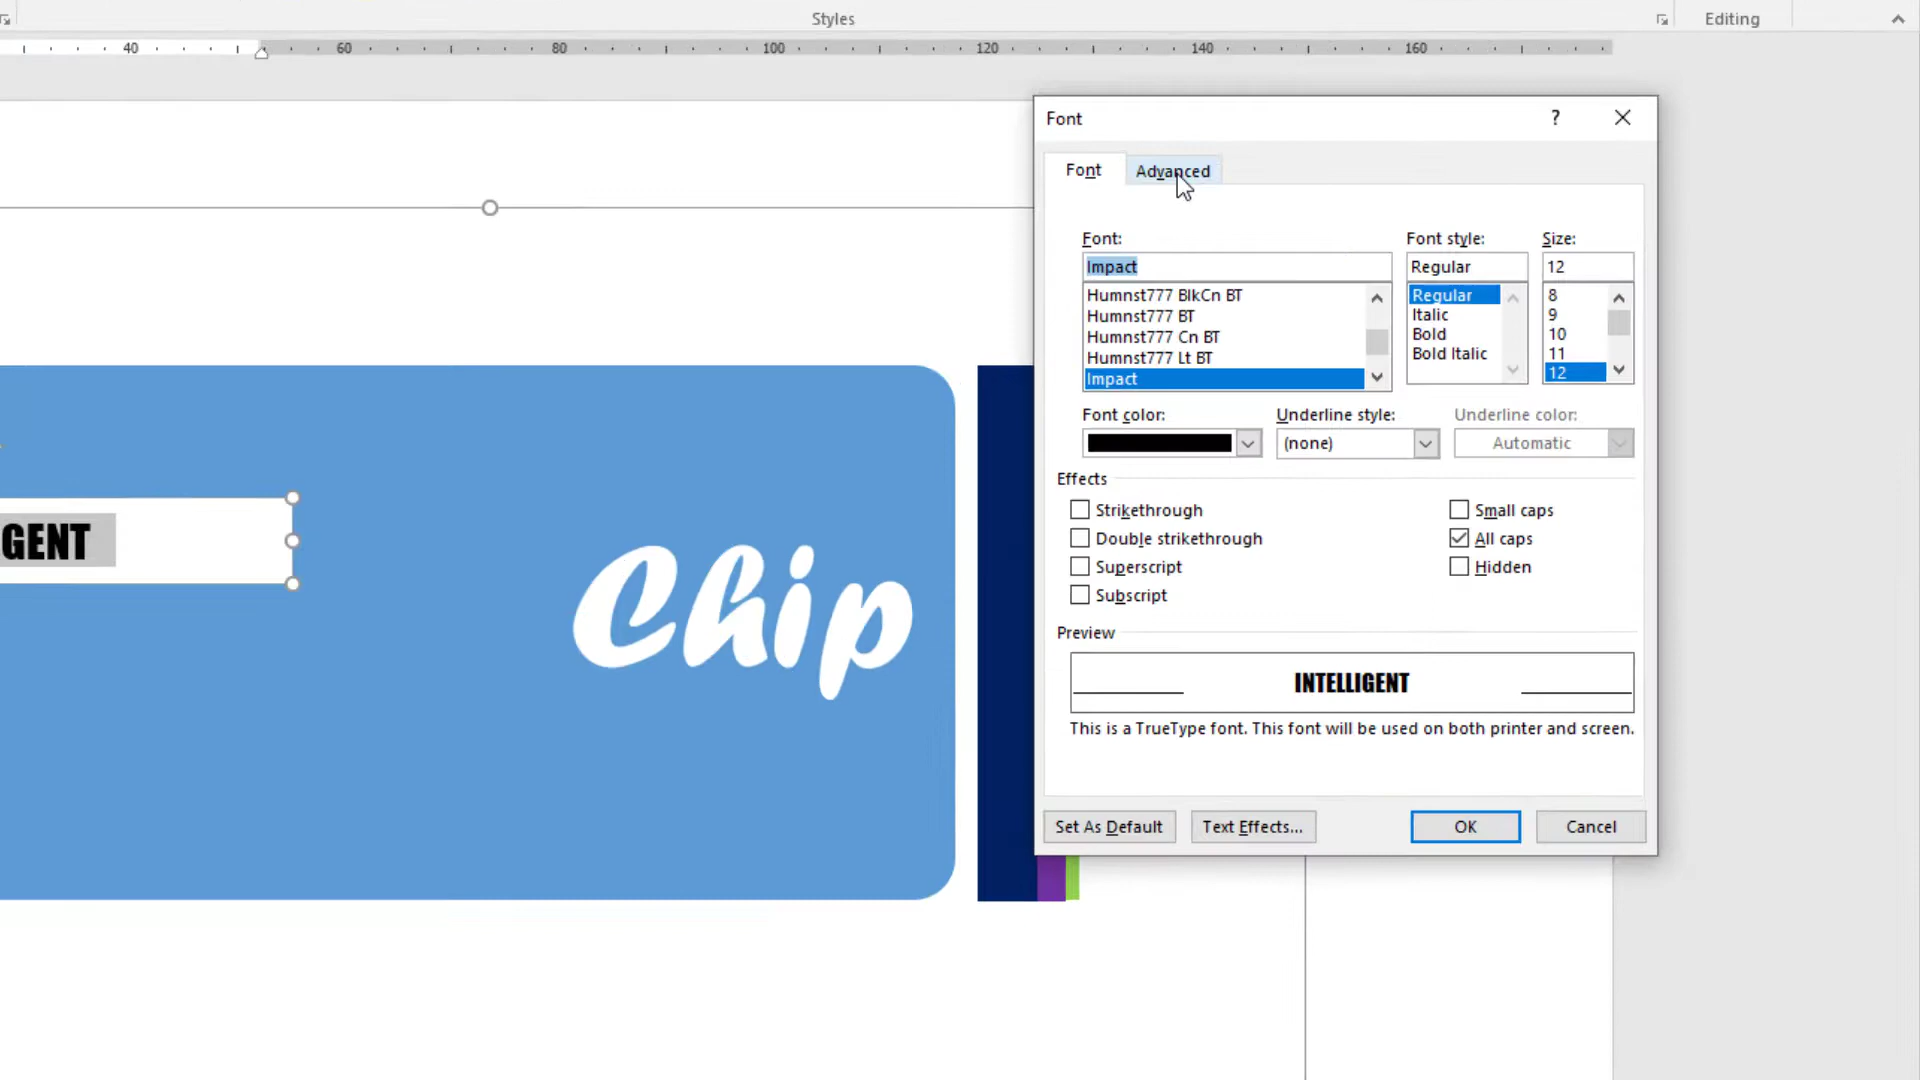 Styles
Editing
40 60 80 100 120 140 160
Font
?
Font
Advanced
Font:
Font style:
Size:
Impact
Regular
12
Humnst777 BlkCn BT
Humnst777 BT
Humnst777 Cn BT
Humnst777 Lt BT
Impact
Regular
Italic
Bold
Bold Italic
8
9
10
11
12
Font color:
Underline style:
Underline color:
(none)
Automatic
Effects
Strikethrough
Double strikethrough
Superscript
Subscript
Small caps
All caps
Hidden
Preview
INTELLIGENT
This is a TrueType font. This font will be used on both printer and screen.
Set As Default
Text Effects...
OK
Cancel
GENT
Chip